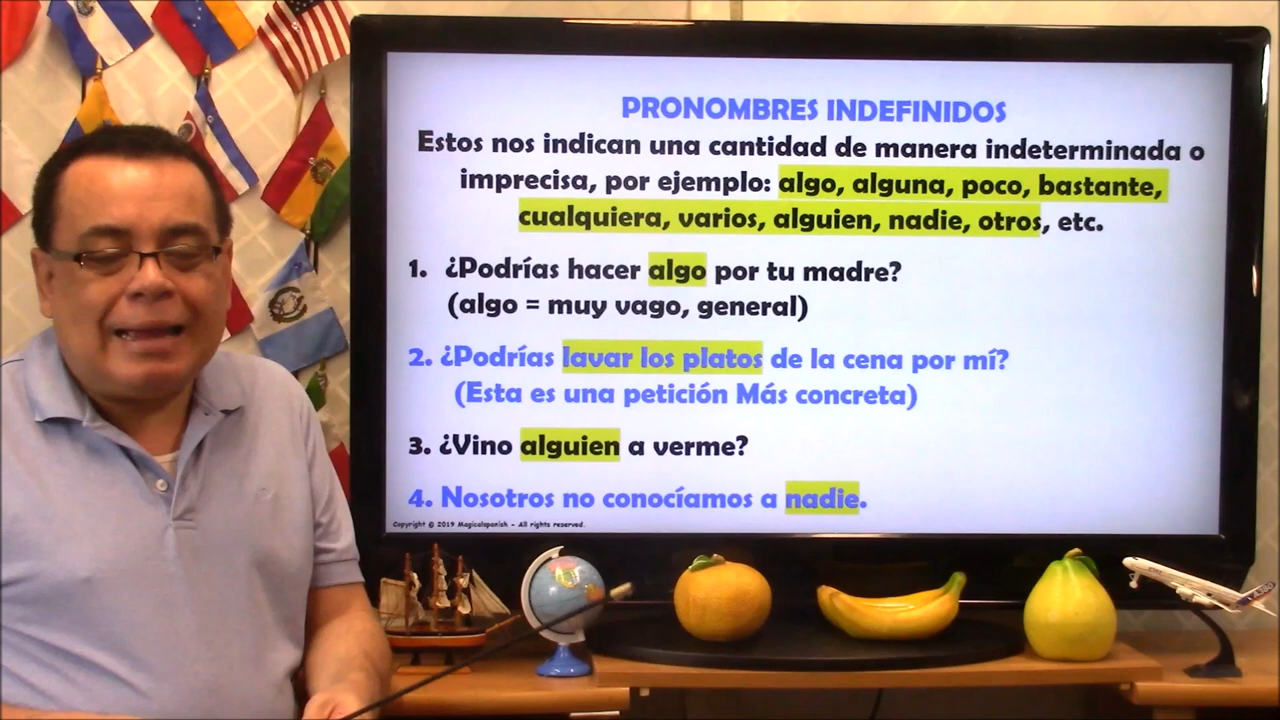 PRONOMBRES INDEFINIDOS
Estos nos indican una cantidad de manera indeterminada o
imprecisa, por ejemplo: algo, alguna, poco, bastante,
cualquiera, varios, alguien, nadie, otros, etc.
1. ¿Podrías hacer algo por tu madre?
(algo = muy vago, general)
2. ¿Podrías lavar los platos de la cena por mí?
(Esta es una petición Más concreta)
3. ¿Vino alguien a verme?
4. Nosotros no conocíamos a nadie.
Copyright © 2019 Magicalspanish - All rights reserved.
A380